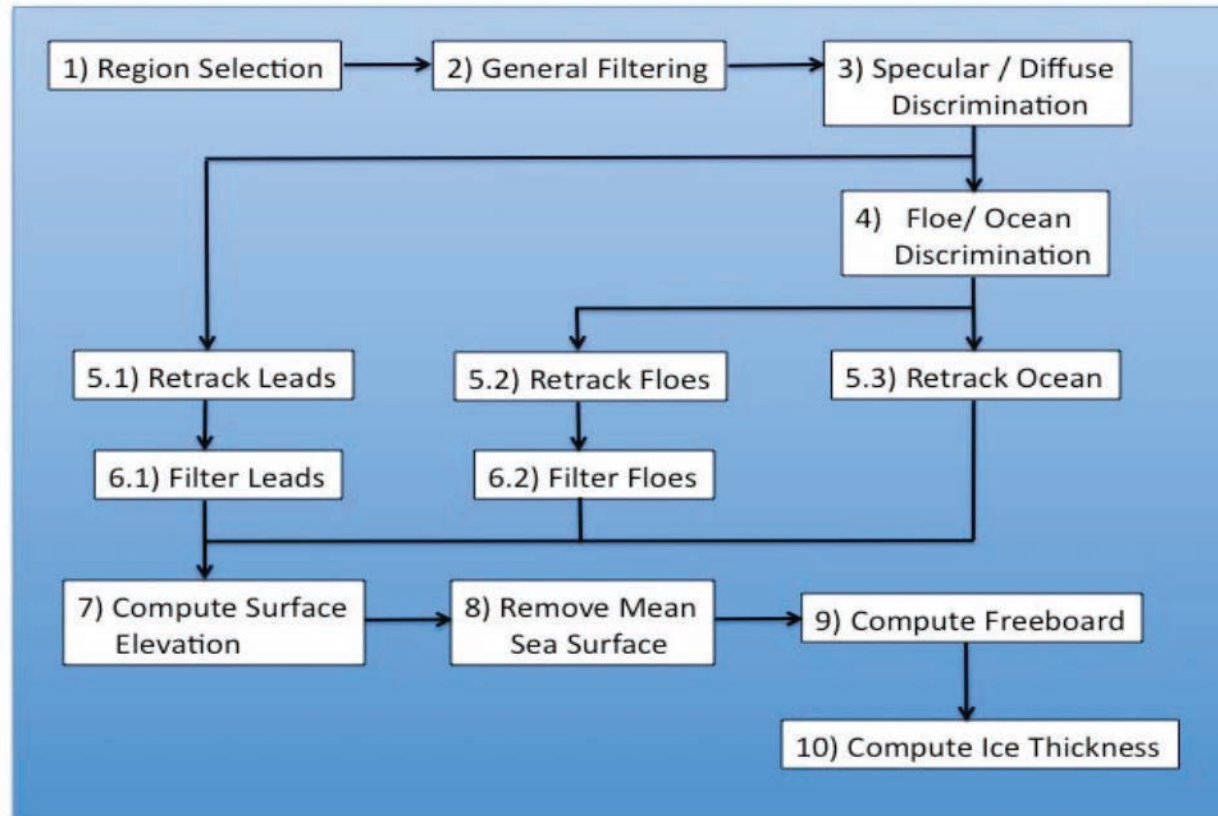 1) Region Selection
2) General Filtering
3) Specular / Diffuse
Discrimination
4) Floe/ Ocean
Discrimination
5.1) Retrack Leads
5.2) Retrack Floes
5.3) Retrack Ocean
6.1) Filter Leads
6.2) Filter Floes
7) Compute Surface
Elevation
8) Remove Mean
Sea Surface
9) Compute Freeboard
10) Compute Ice Thickness